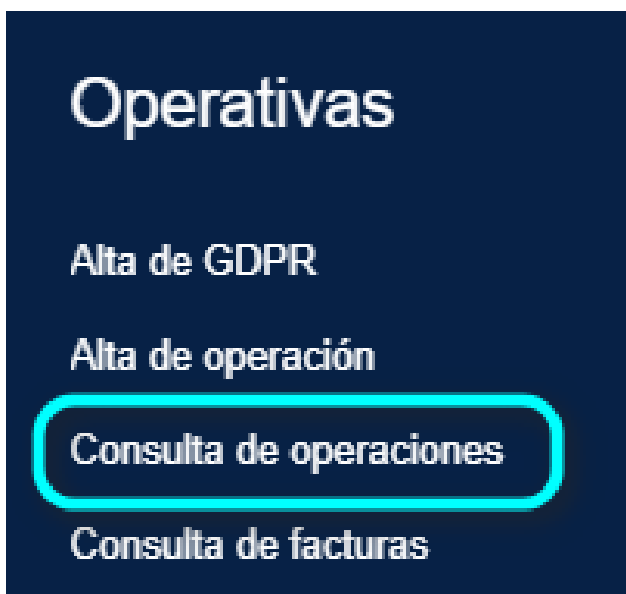 Operativas
Alta de GDPR
Alta de operación
Consulta de operaciones
Consulta de facturas